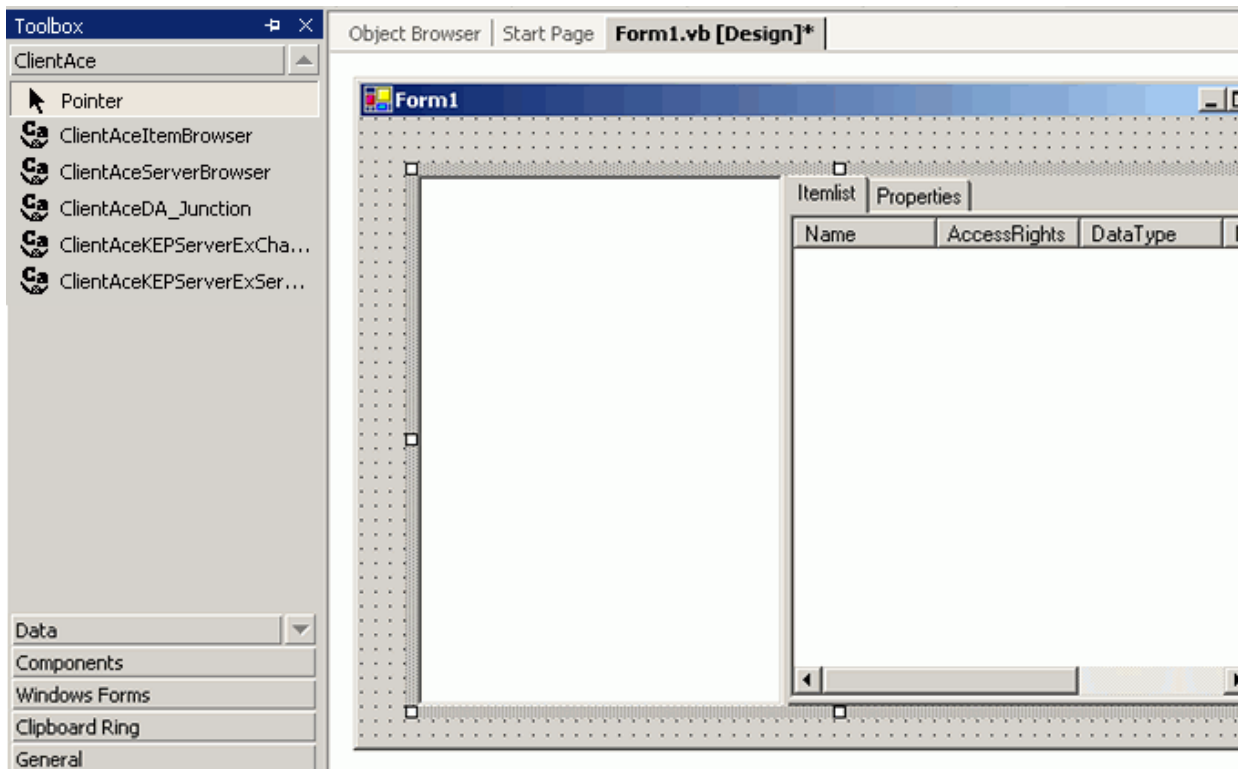 Toolbox
ClientAce
Pointer
ClientAceItemBrowser
ClientAceServerBrowser
ClientAceDA_Junction
ClientAceKEPServerExCha...
ClientAceKEPServerExSer...
Data
Components
Windows Forms
Clipboard Ring
General
Object Browser Start Page Form1.vb [Design]*
Form1
Itemlist Properties
Name AccessRights DataType